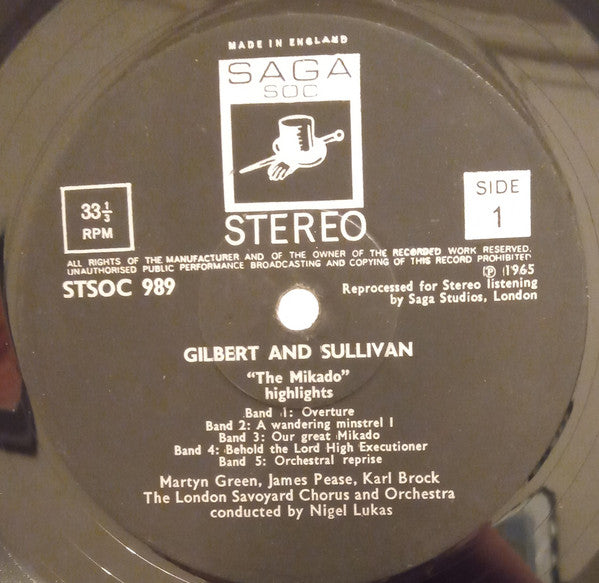 MADE IN ENGLAND
SAGA
SOC
33⅓
RPM
STEREO
SIDE
1
ALL RIGHTS OF THE MANUFACTURER AND OF THE OWNER OF THE RECORDED WORK RESERVED.
UNAUTHORISED PUBLIC PERFORMANCE BROADCASTING AND COPYING OF THIS RECORD PROHIBITED
STSOC 989
℗ 1965
Reprocessed for Stereo listening
by Saga Studios, London
GILBERT AND SULLIVAN
“The Mikado”
highlights
Band 1: Overture
Band 2: A wandering minstrel I
Band 3: Our great Mikado
Band 4: Behold the Lord High Executioner
Band 5: Orchestral reprise
Martyn Green, James Pease, Karl Brock
The London Savoyard Chorus and Orchestra
conducted by Nigel Lukas